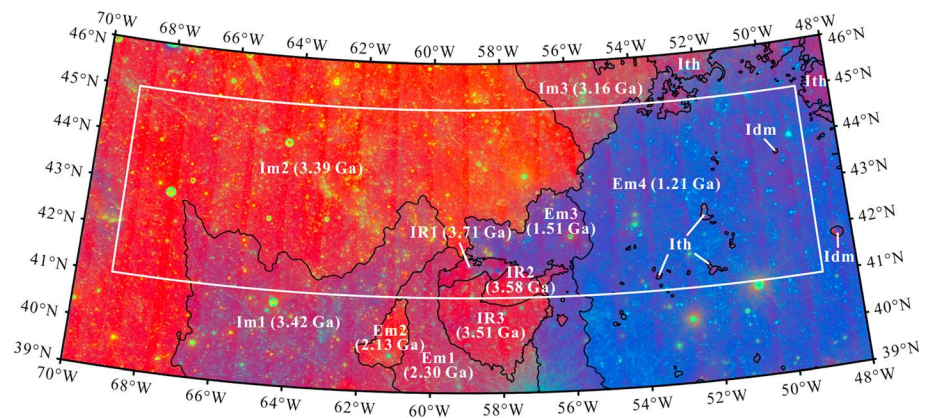 70°W 68°W 66°W 64°W 62°W 60°W 58°W 56°W 54°W 52°W 50°W 48°W
46°N 46°N
45°N 45°N
44°N 44°N
43°N 43°N
42°N 42°N
41°N 41°N
40°N 40°N
39°N 39°N
Ith
Ith
Im3 (3.16 Ga)
Idm
Im2 (3.39 Ga)
Em4 (1.21 Ga)
Em3
(1.51 Ga)
IR1 (3.71 Ga)
Ith
Idm
IR2
(3.58 Ga)
Im1 (3.42 Ga)
Em2
(2.13 Ga)
IR3
(3.51 Ga)
Em1
(2.30 Ga)
70°W 68°W 66°W 64°W 62°W 60°W 58°W 56°W 54°W 52°W 50°W 48°W